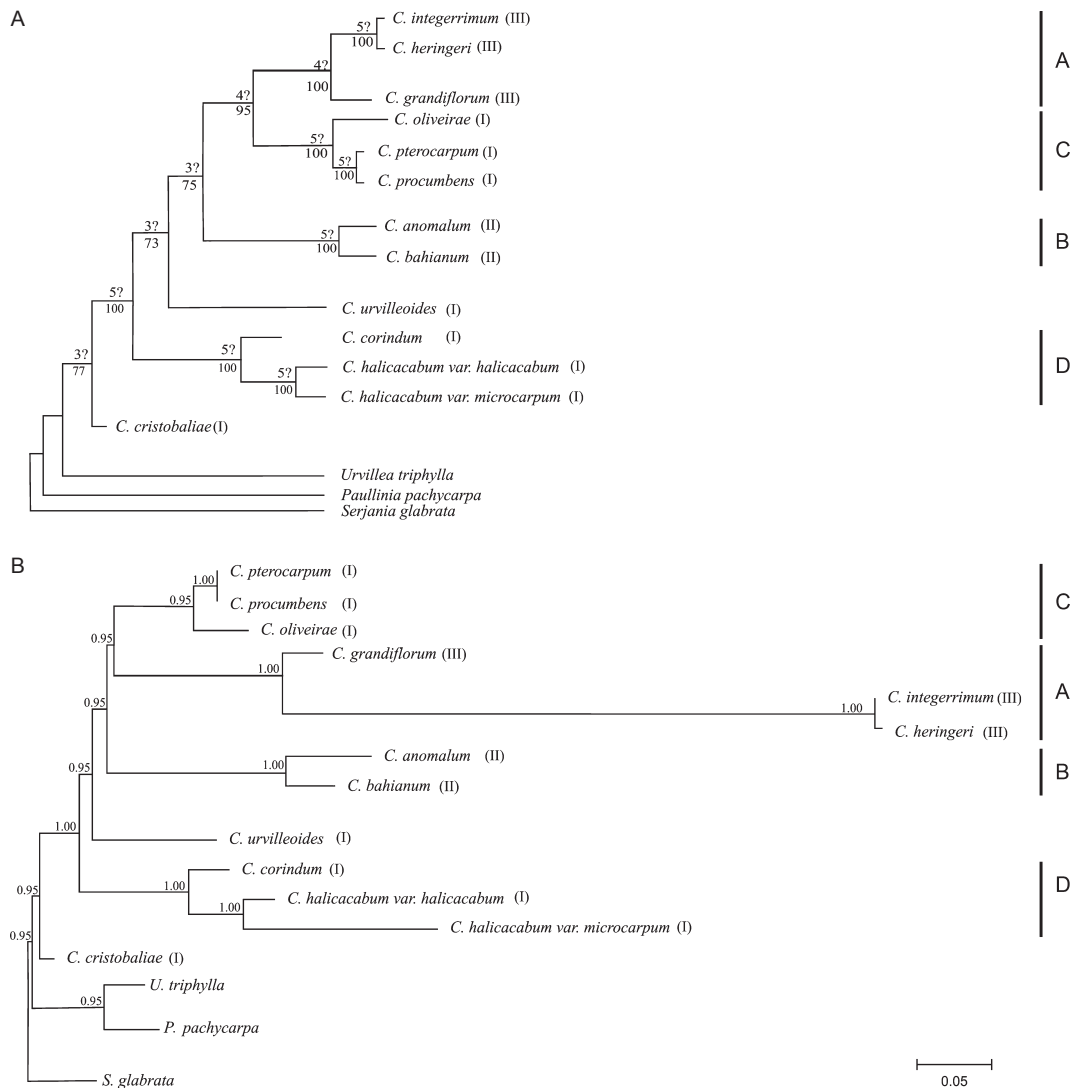 A
C. integerrimum (III)
5?
100
C. heringeri (III)
A
4?
100
C. grandiflorum (III)
4?
95
C. oliveirae (I)
5?
100
C. pterocarpum (I)
C
5?
100
C. procumbens (I)
3?
75
C. anomalum (II)
5?
100
B
C. bahianum (II)
3?
73
5?
100
C. urvilleoides (I)
C. corindum (I)
5?
100
3?
77
C. halicacabum var. halicacabum (I)
D
5?
100
C. halicacabum var. microcarpum (I)
C. cristobaliae (I)
Urvillea triphylla
Paullinia pachycarpa
Serjania glabrata
B
C. pterocarpum (I)
1.00
0.95
C. procumbens (I)
C
C. oliveirae (I)
0.95
C. grandiflorum (III)
1.00
A
C. integerrimum (III)
0.95
1.00
C. heringeri (III)
C. anomalum (II)
0.95
1.00
B
C. bahianum (II)
1.00
C. urvilleoides (I)
C. corindum (I)
0.95
1.00
D
C. halicacabum var. halicacabum (I)
1.00
C. halicacabum var. microcarpum (I)
0.95
C. cristobaliae (I)
U. triphylla
0.95
P. pachycarpa
S. glabrata
0.05